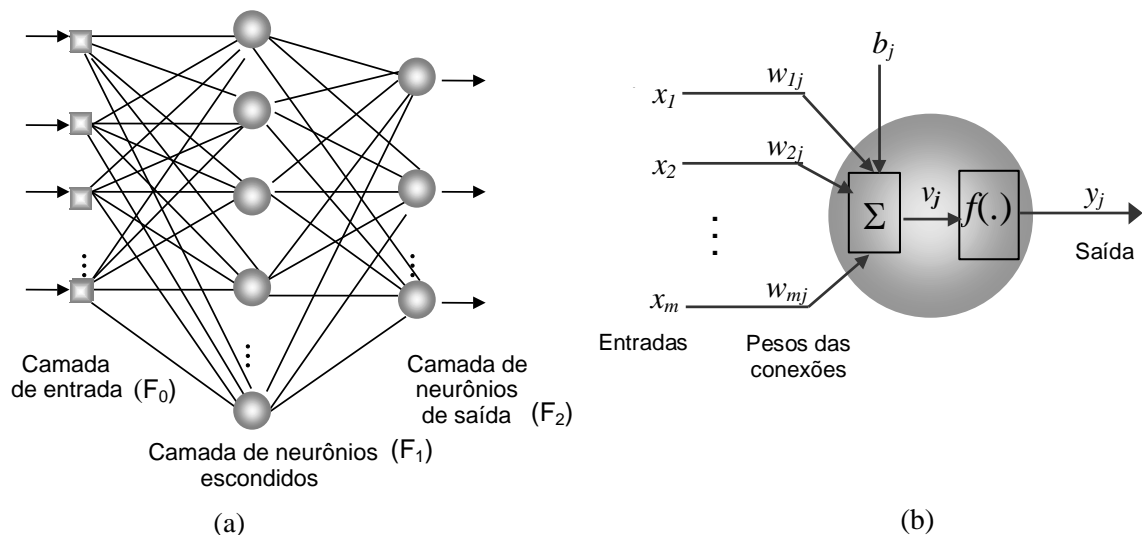 Camada
de entrada (F₀)
Camada de neurônios (F₁)
escondidos
Camada de
neurônios
de saída (F₂)
(a)
bⱼ
x₁ w₁ⱼ
x₂ w₂ⱼ
Σ vⱼ f(.) yⱼ
Saída
xₘ wₘⱼ
Entradas
Pesos das
conexões
(b)